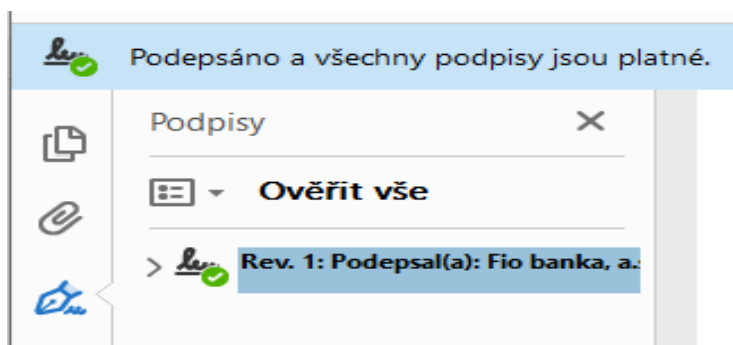 Podepsáno a všechny podpisy jsou platné.
Podpisy
Ověřit vše
Rev. 1: Podepsal(a): Fio banka, a.